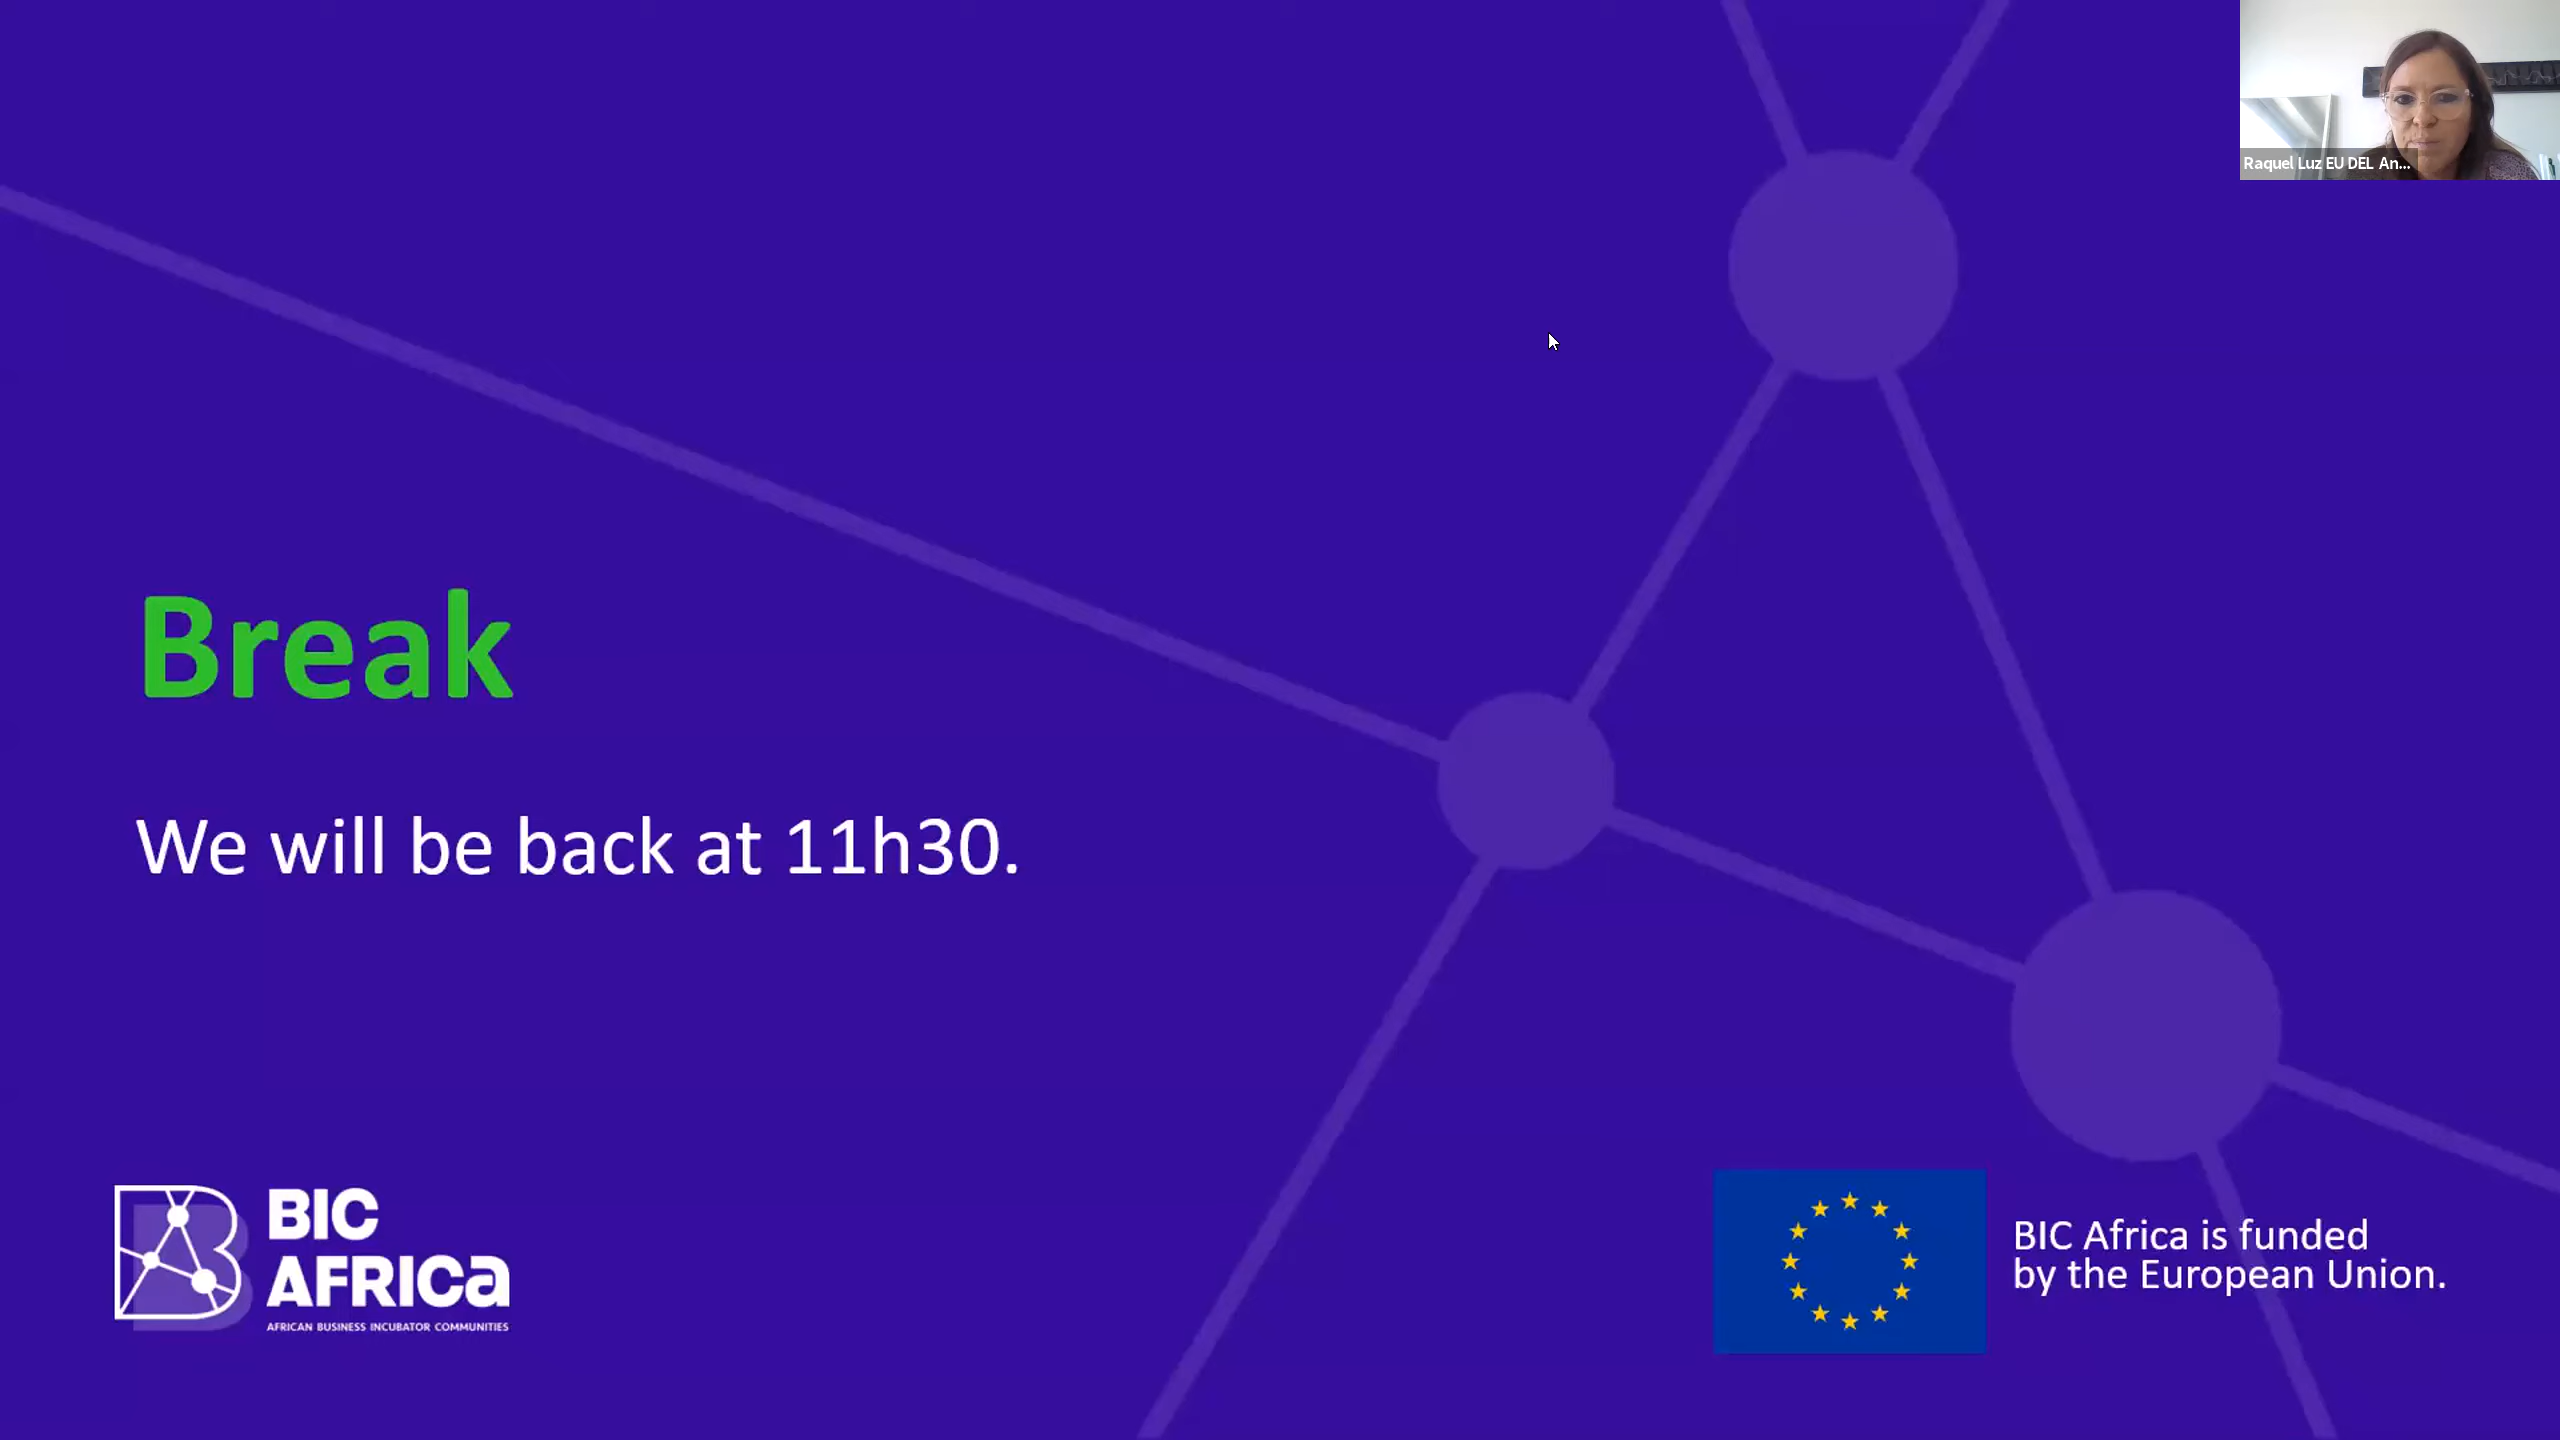 Raquel Luz EU DEL An...
Break
We will be back at 11h30.
BIC
AFRICa
AFRICAN BUSINESS INCUBATOR COMMUNITIES
BIC Africa is funded
by the European Union.